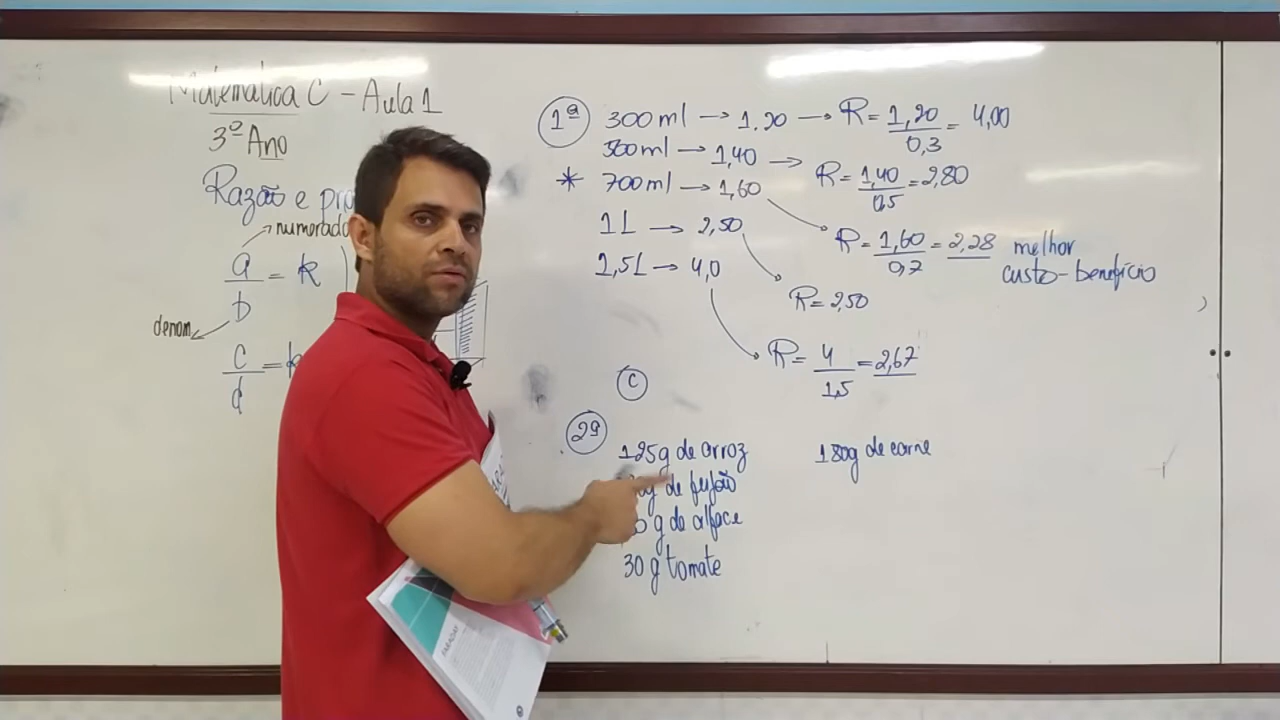 Matemática C - Aula 1
3º Ano
Razão e
numerado
a/b = k
denom.
c/d = k
1ª 300 ml → 1.20 → R = 1,20/0,3 = 4,00
500 ml → 1,40 → R = 1,40/0,5 = 2,80
* 700 ml → 1,60 R = 1,60/0,7 = 2,28 melhor
custo-benefício
1L → 2,50 R = 2,50
1,5L → 4,0 R = 4/1,5 = 2,67
C
2ª 125g de arroz 180g de carne
g de feijão
g de alface
30 g tomate